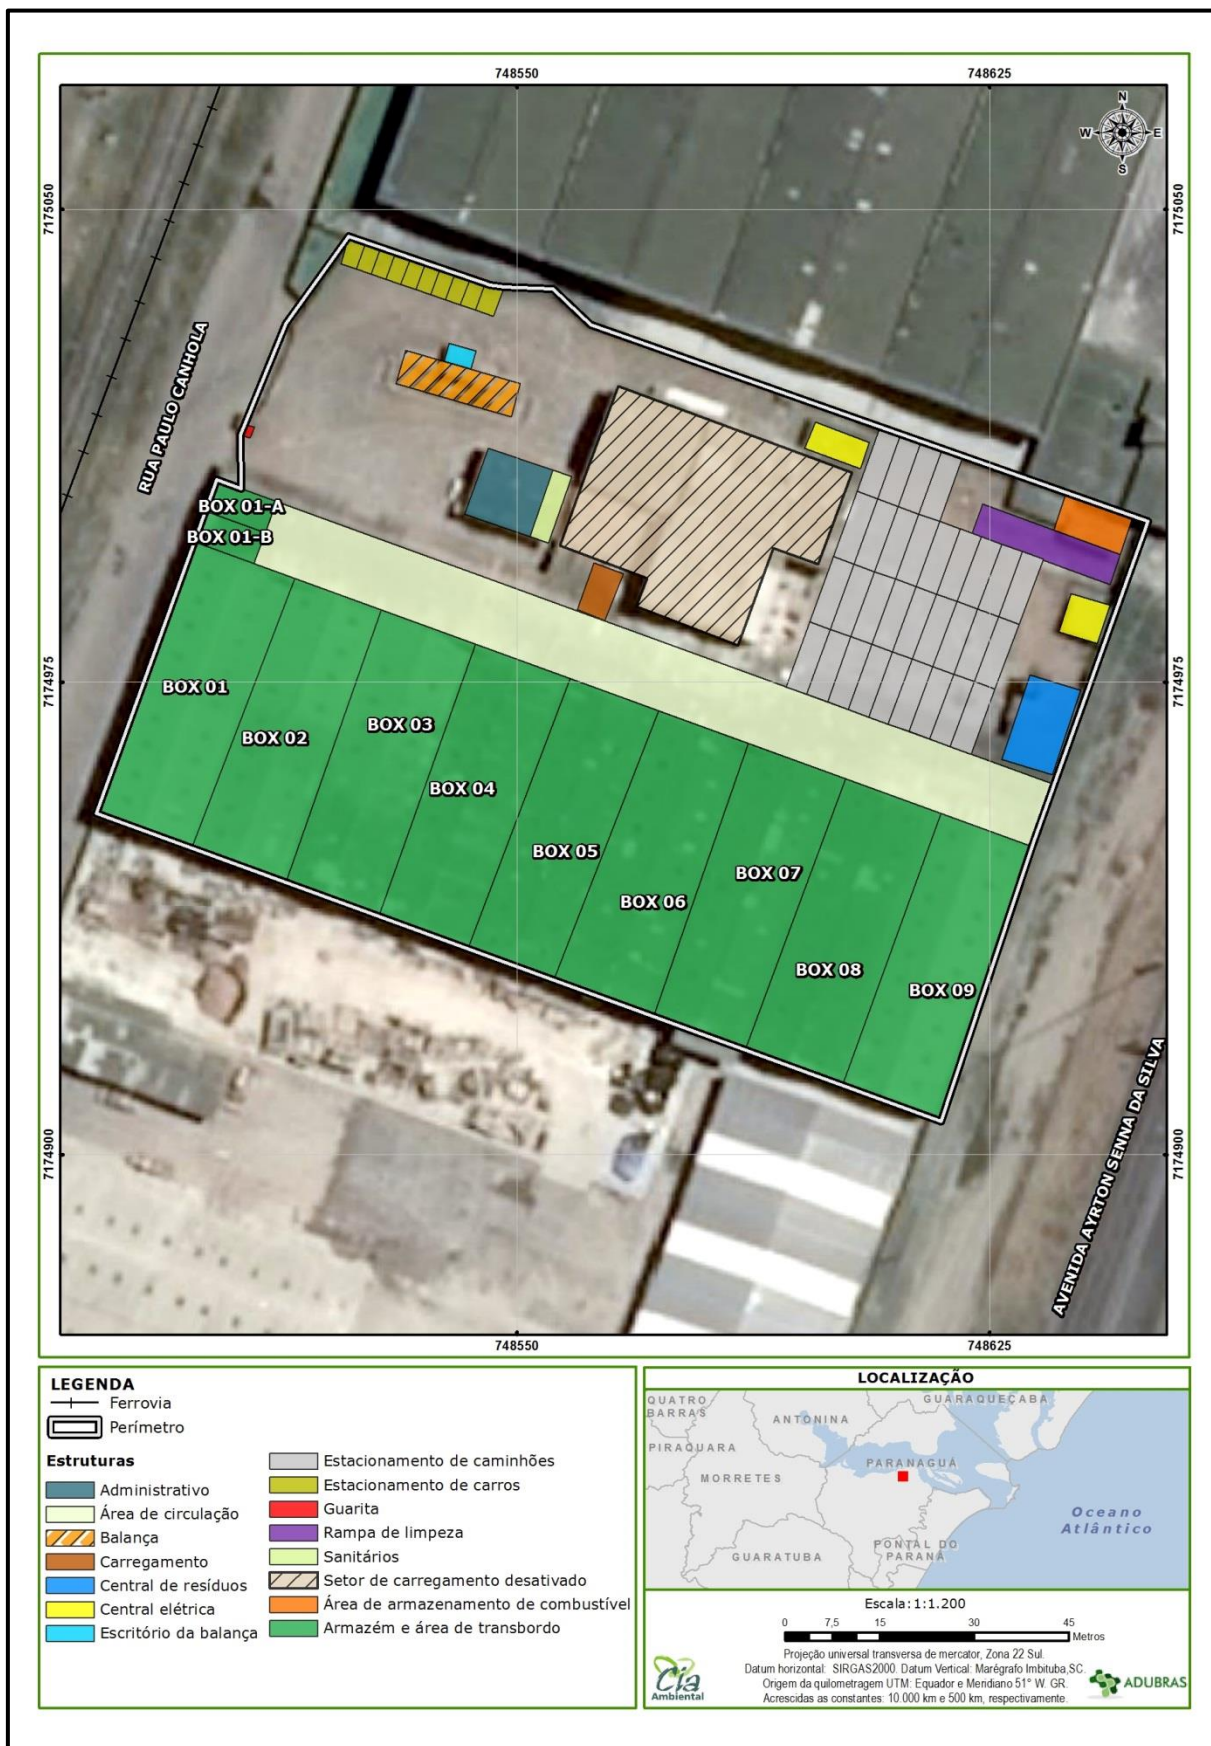 748550
748625
N
W
E
S
7175050
7175050
RUA PAULO CANHOLA
BOX 01-A
BOX 01-B
7174975
7174975
BOX 01
BOX 02
BOX 03
BOX 04
BOX 05
BOX 06
BOX 07
BOX 08
BOX 09
7174900
7174900
AVENIDA AYRTON SENNA DA SILVA
748550
748625
LEGENDA
Ferrovia
Perímetro
Estruturas
Administrativo
Área de circulação
Balança
Carregamento
Central de resíduos
Central elétrica
Escritório da balança
Estacionamento de caminhões
Estacionamento de carros
Guarita
Rampa de limpeza
Sanitários
Setor de carregamento desativado
Área de armazenamento de combustível
Armazém e área de transbordo
LOCALIZAÇÃO
QUATRO
BARRAS
GUARAQUEÇABA
ANTONINA
PIRAQUARA
PARANAGUÁ
MORRETES
Oceano
Atlântico
GUARATUBA
PONTAL DO
PARANÁ
Escala: 1:1.200
0 7,5 15 30 45
Metros
Projeção universal transversa de mercator, Zona 22 Sul.
Datum horizontal: SIRGAS2000. Datum Vertical: Marégrafo Imbituba,SC.
Origem da quilometragem UTM: Equador e Meridiano 51° W. GR.
Acrescidas as constantes: 10.000 km e 500 km, respectivamente.
Cia
Ambiental
ADUBRAS